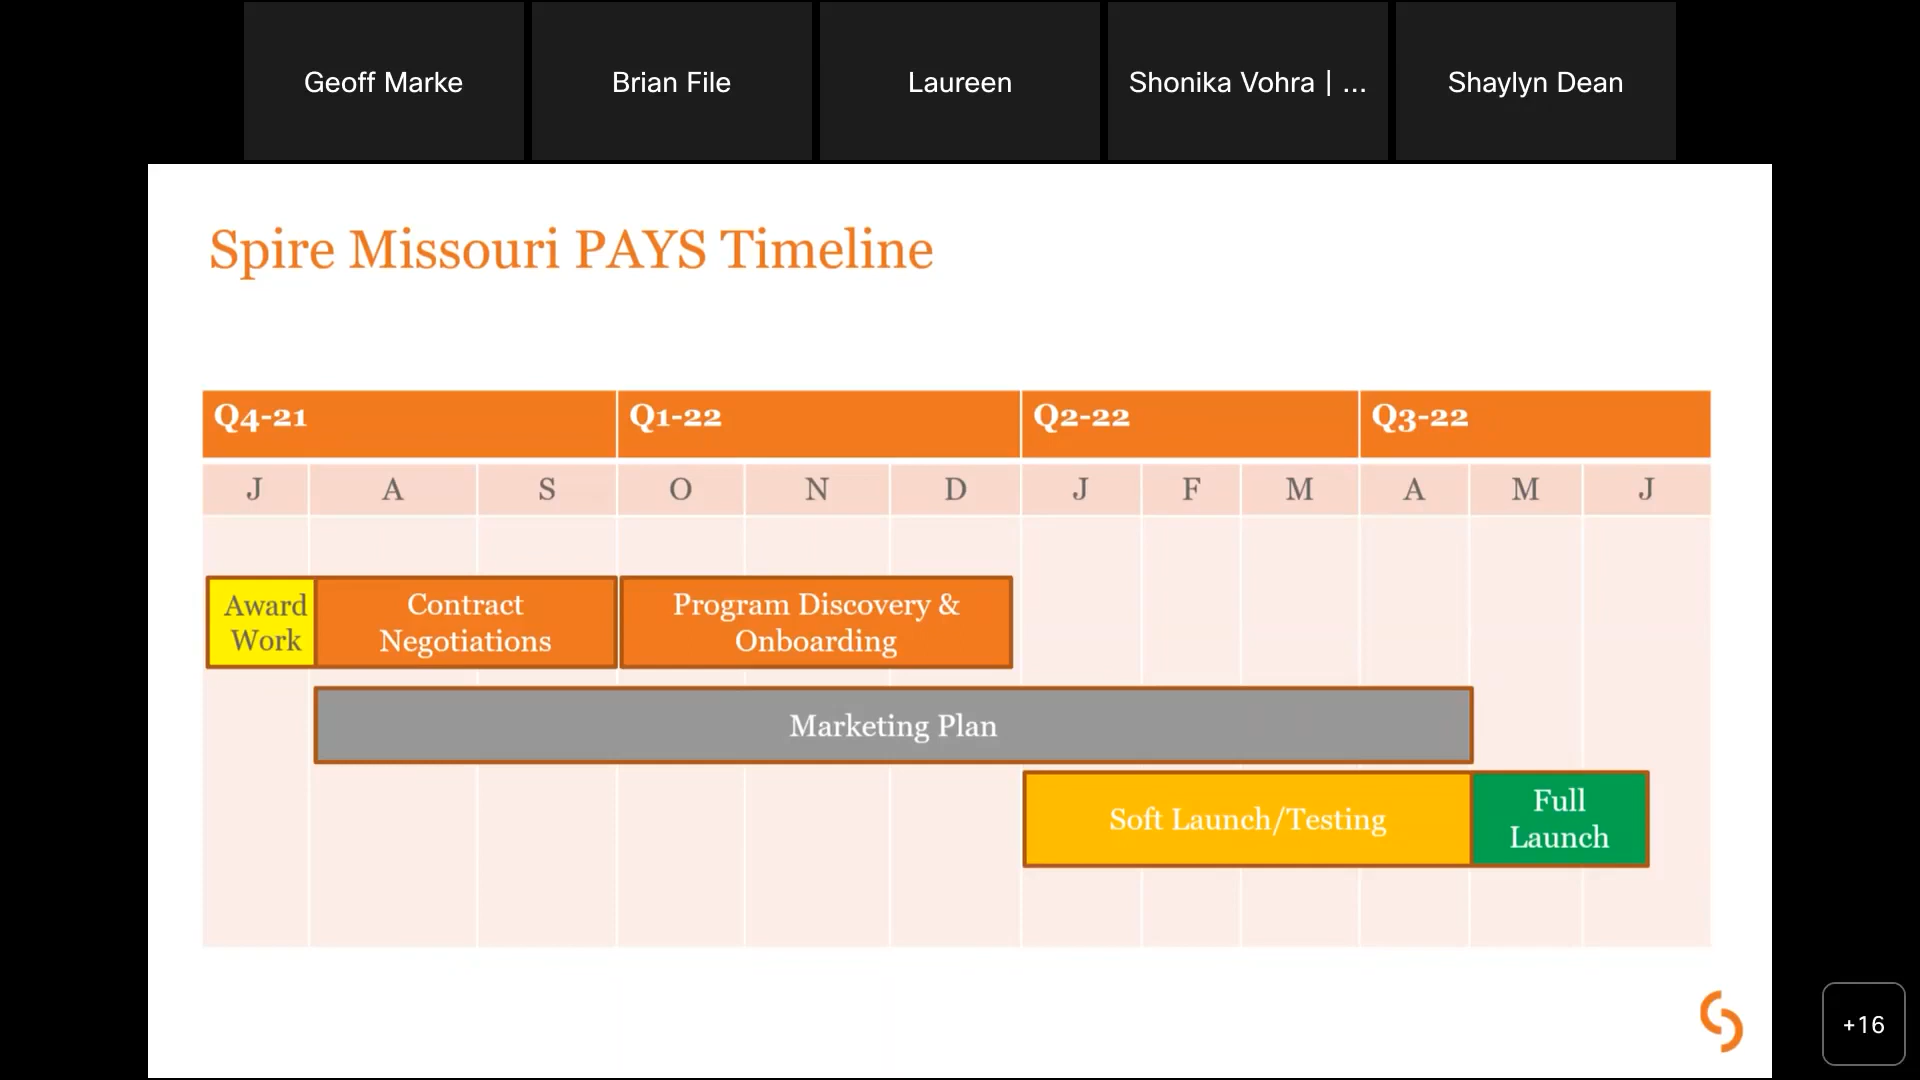 Geoff Marke
Brian File
Laureen
Shonika Vohra | ...
Shaylyn Dean
Spire Missouri PAYS Timeline
Q4-21 Q1-22 Q2-22 Q3-22
J A S O N D J F M A M J
Award
Work
Contract
Negotiations
Program Discovery &
Onboarding
Marketing Plan
Soft Launch/Testing
Full
Launch
+16